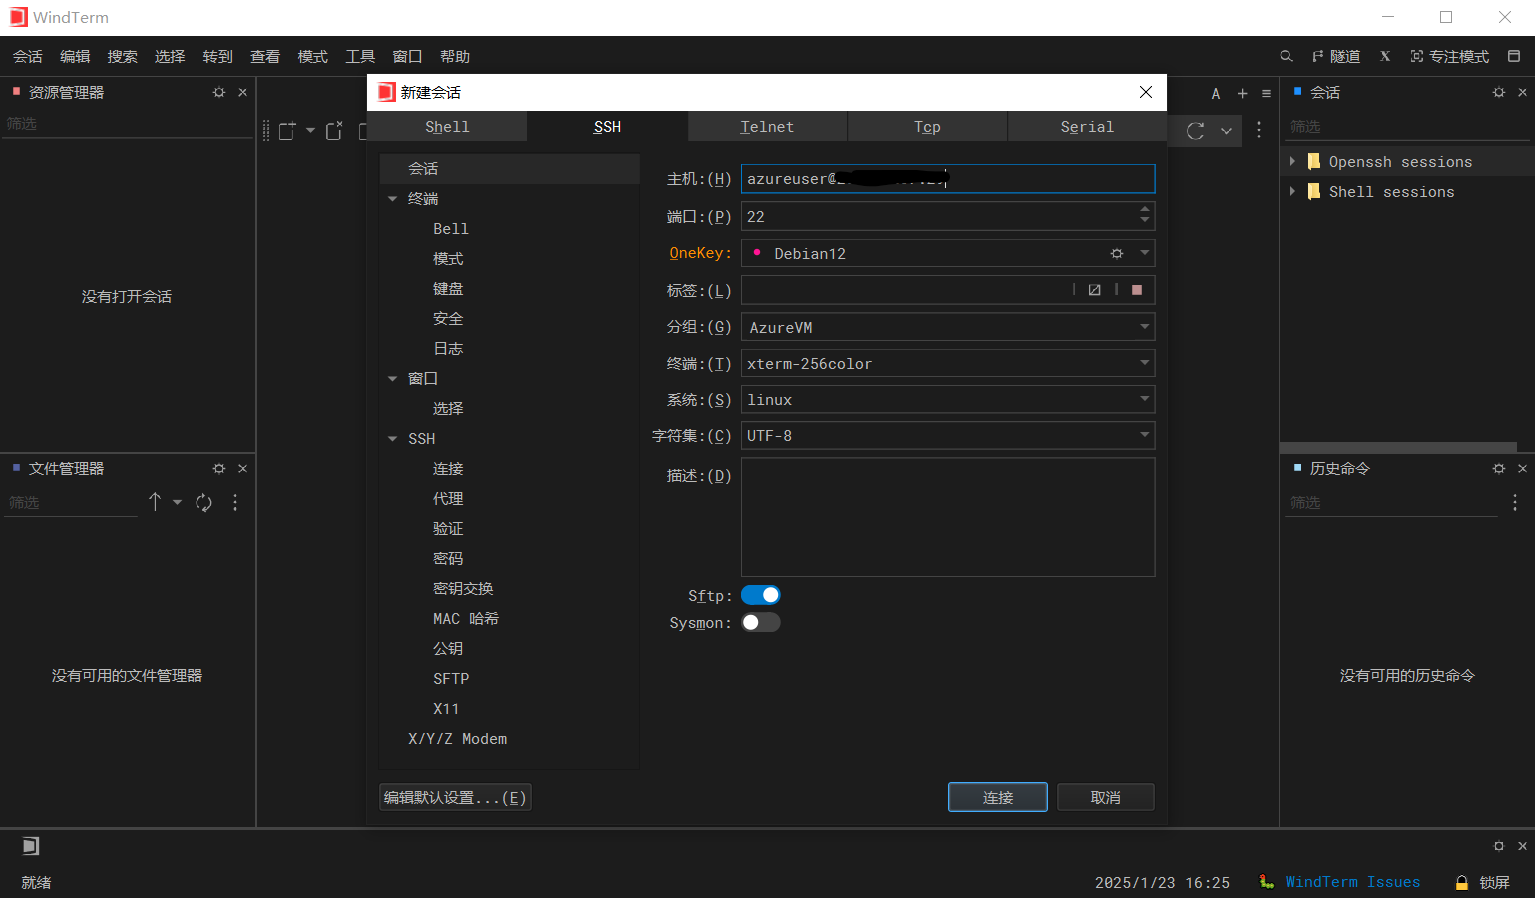 WindTerm
会话 编辑 搜索 选择 转到 查看 模式 工具 窗口 帮助
隧道 X 专注模式
资源管理器
筛选
没有打开会话
文件管理器
筛选
没有可用的文件管理器
新建会话
Shell SSH Telnet Tcp Serial
会话
终端
Bell
模式
键盘
安全
日志
窗口
选择
SSH
连接
代理
验证
密码
密钥交换
MAC 哈希
公钥
SFTP
X11
X/Y/Z Modem
主机:(H) azureuser@
端口:(P) 22
OneKey: Debian12
标签:(L)
分组:(G) AzureVM
终端:(T) xterm-256color
系统:(S) linux
字符集:(C) UTF-8
描述:(D)
Sftp:
Sysmon:
编辑默认设置...(E) 连接 取消
A
会话
筛选
Openssh sessions
Shell sessions
历史命令
筛选
没有可用的历史命令
就绪 2025/1/23 16:25 WindTerm Issues 锁屏